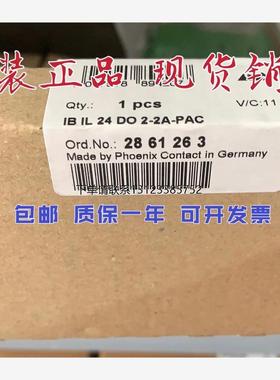 装 正品 现货销
Qty.: 1 pcs V/C:11
IB IL 24 DO 2-2A-PAC
Ord.No.: 28 61 26 3
Made by Phoenix Contact in Germany
包邮 质保一年 可开票